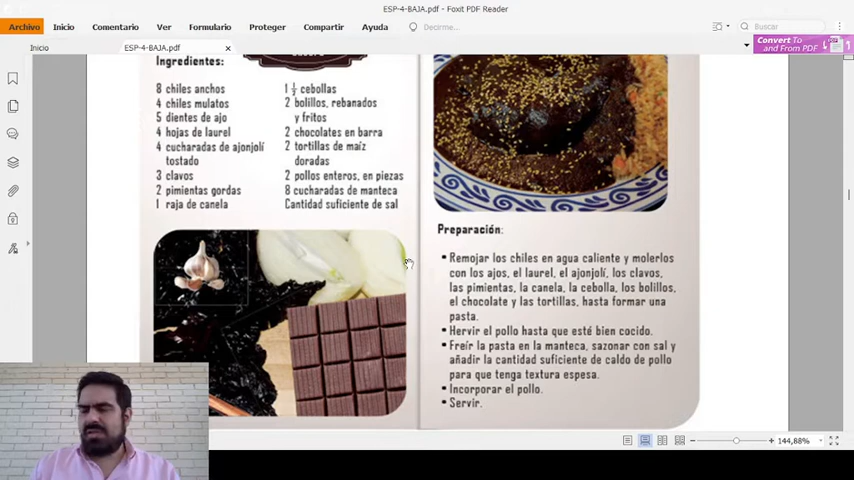 ESP-4-BAJA.pdf - Foxit PDF Reader
Archivo Inicio Comentario Ver Formulario Proteger Compartir Ayuda Decirme... Buscar
Inicio ESP-4-BAJA.pdf
Convert To
and From PDF
Ingredientes:
8 chiles anchos
4 chiles mulatos
5 dientes de ajo
4 hojas de laurel
4 cucharadas de ajonjolí
tostado
3 clavos
2 pimientas gordas
1 raja de canela
1 ½ cebollas
2 bolillos, rebanados
y fritos
2 chocolates en barra
2 tortillas de maíz
doradas
2 pollos enteros, en piezas
8 cucharadas de manteca
Cantidad suficiente de sal
Preparación:
• Remojar los chiles en agua caliente y molerlos
con los ajos, el laurel, el ajonjolí, los clavos,
las pimientas, la canela, la cebolla, los bolillos,
el chocolate y las tortillas, hasta formar una
pasta.
• Hervir el pollo hasta que esté bien cocido.
• Freír la pasta en la manteca, sazonar con sal y
añadir la cantidad suficiente de caldo de pollo
para que tenga textura espesa.
• Incorporar el pollo.
• Servir.
144,88%